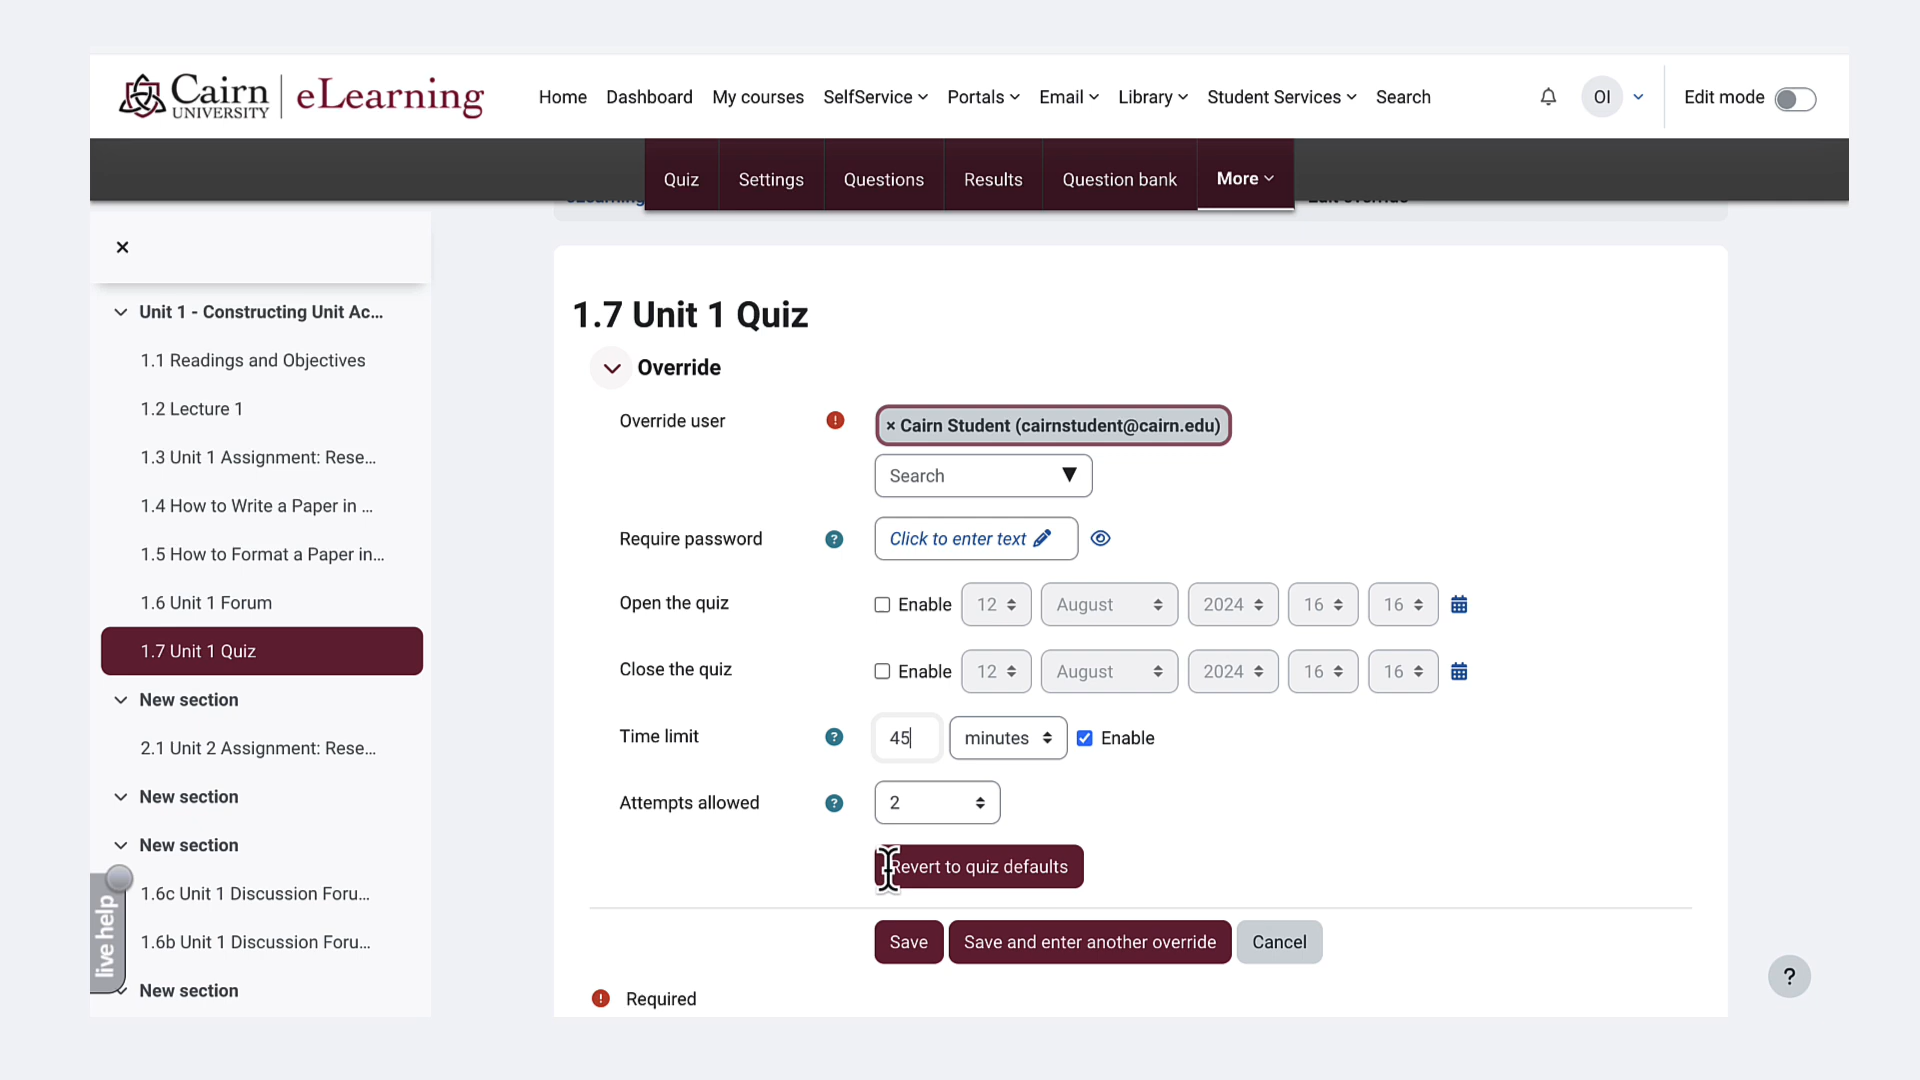 Cairn UNIVERSITY eLearning
Home Dashboard My courses SelfService Portals Email Library Student Services Search OI Edit mode
Quiz Settings Questions Results Question bank More
eLearning Edit override
Unit 1 - Constructing Unit Ac...
1.1 Readings and Objectives
1.2 Lecture 1
1.3 Unit 1 Assignment: Rese...
1.4 How to Write a Paper in ...
1.5 How to Format a Paper in...
1.6 Unit 1 Forum
1.7 Unit 1 Quiz
New section
2.1 Unit 2 Assignment: Rese...
New section
New section
1.6c Unit 1 Discussion Foru...
1.6b Unit 1 Discussion Foru...
New section
live help
1.7 Unit 1 Quiz
Override
Override user ! × Cairn Student (cairnstudent@cairn.edu)
Search ▼
Require password ? Click to enter text
Open the quiz Enable 12 August 2024 16 16
Close the quiz Enable 12 August 2024 16 16
Time limit ? 45 minutes Enable
Attempts allowed ? 2
Revert to quiz defaults
Save Save and enter another override Cancel
! Required
?